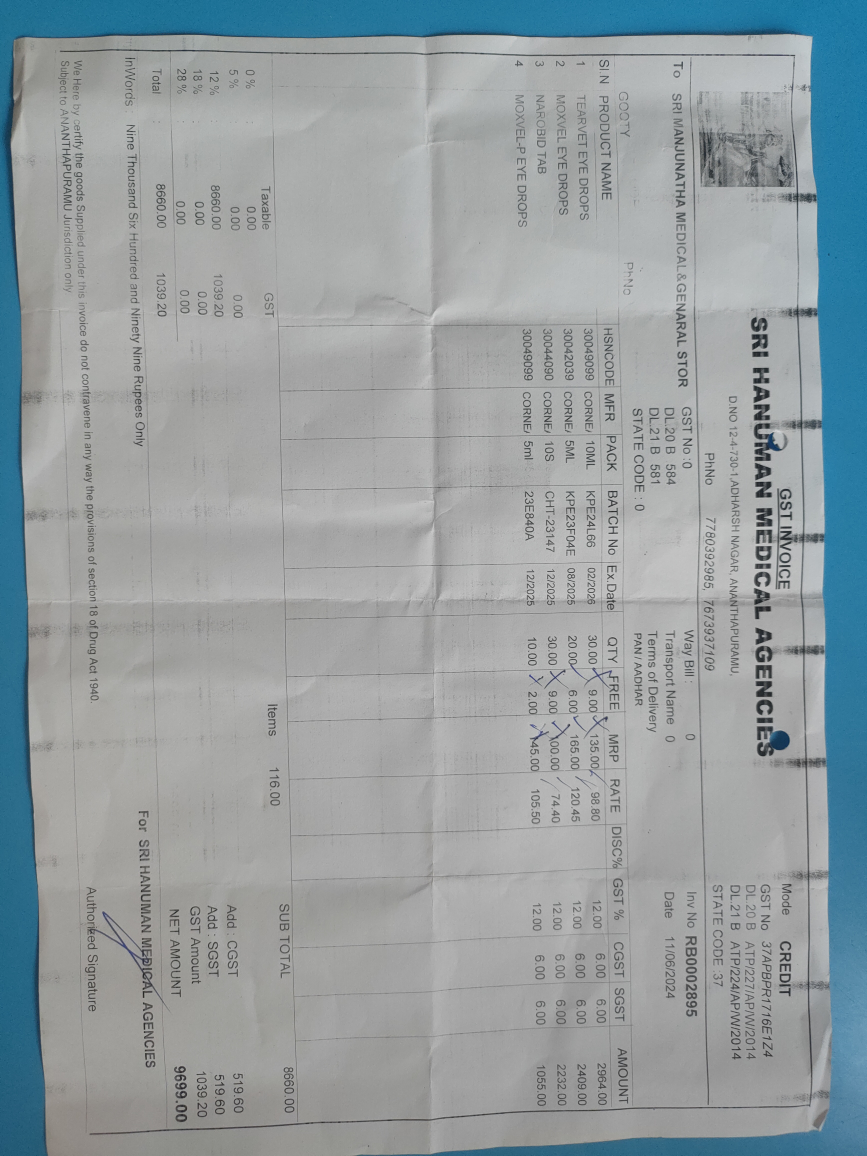 GST INVOICE
SRI HANUMAN MEDICAL AGENCIES
D.NO 12-4-730-1,ADHARSH NAGAR, ANANTHAPURAMU,
PhNo 7780392985, 7673937109
Mode CREDIT
GST No 37APBPR1716E1Z4
DL.20 B ATP/227/AP/W/2014
DL.21 B ATP/224/AP/W/2014
STATE CODE 37
To SRI MANJUNATHA MEDICAL&GENARAL STOR
GOOTY
PhNo
GST No :0
DL.20 B 584
DL.21 B 581
STATE CODE : 0
Way Bill : 0
Transport Name 0
Terms of Delivery
PAN / AADHAR
Inv No RB0002895
Date 11/06/2024
SI.N PRODUCT NAME HSNCODE MFR PACK BATCH No Ex.Date QTY FREE MRP RATE DISC% GST % CGST SGST AMOUNT
1 TEARVET EYE DROPS 30049099 CORNE/ 10ML KPE24L66 02/2026 30.00 9.00 135.00 98.80 12.00 6.00 6.00 2964.00
2 MOXVEL EYE DROPS 30042039 CORNE/ 5ML KPE23F04E 08/2025 20.00 6.00 165.00 120.45 12.00 6.00 6.00 2409.00
3 NAROBID TAB 30044090 CORNE/ 10S CHT-23147 12/2025 30.00 9.00 100.00 74.40 12.00 6.00 6.00 2232.00
4 MOXVEL-P EYE DROPS 30049099 CORNE/ 5ml 23E840A 12/2025 10.00 2.00 145.00 105.50 12.00 6.00 6.00 1055.00
Items 116.00
SUB TOTAL 8660.00
Taxable GST
0 % 0.00
5 % 0.00 0.00
12 % 8660.00 1039.20
18 % 0.00 0.00
28 % 0.00 0.00
Total 8660.00 1039.20
Add : CGST 519.60
Add : SGST 519.60
GST Amount 1039.20
NET AMOUNT 9699.00
InWords Nine Thousand Six Hundred and Ninety Nine Rupees Only
For SRI HANUMAN MEDICAL AGENCIES
We Here by certify the goods Supplied under this invoice do not contravene in any way the provisions of section 18 of Drug Act 1940.
Subject to ANANTHAPURAMU Jurisdiction only
Authorized Signature